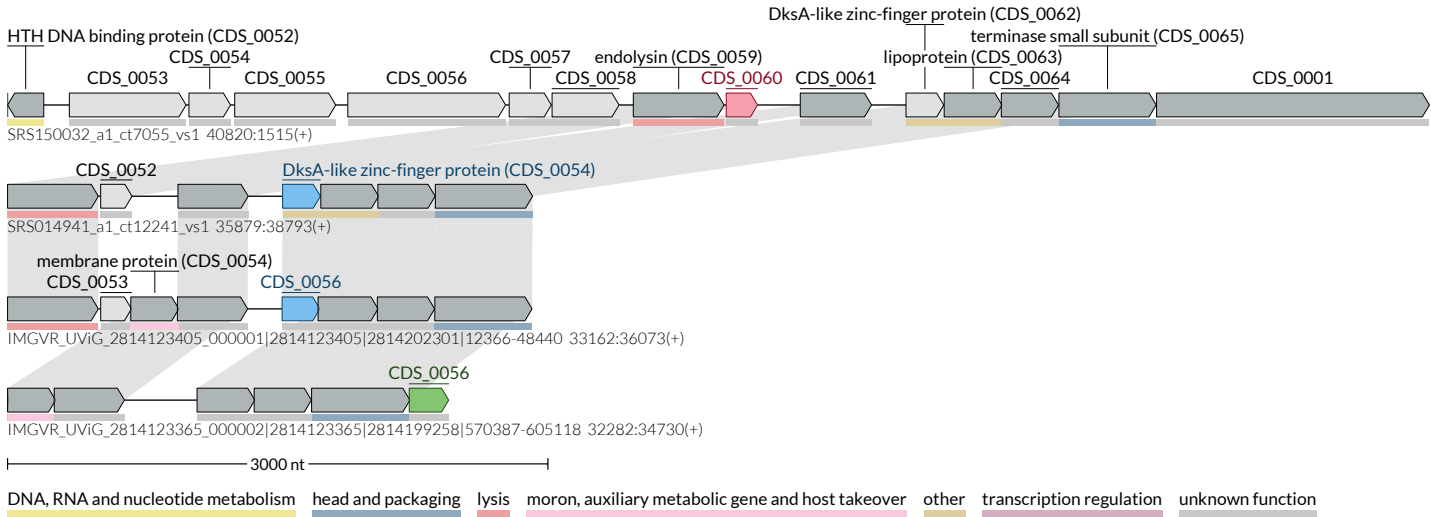 DksA-like zinc-finger protein (CDS_0062)
HTH DNA binding protein (CDS_0052)
terminase small subunit (CDS_0065)
CDS_0054
CDS_0057
endolysin (CDS_0059)
lipoprotein (CDS_0063)
CDS_0053
CDS_0055
CDS_0056
CDS_0058
CDS_0060
CDS_0061
CDS_0064
CDS_0001
SRS150032_a1_ct7055_vs1 40820:1515(+)
CDS_0052
DksA-like zinc-finger protein (CDS_0054)
SRS014941_a1_ct12241_vs1 35879:38793(+)
membrane protein (CDS_0054)
CDS_0053
CDS_0056
IMGVR_UViG_2814123405_000001|2814123405|2814202301|12366-48440 33162:36073(+)
CDS_0056
IMGVR_UViG_2814123365_000002|2814123365|2814199258|570387-605118 32282:34730(+)
3000 nt
DNA, RNA and nucleotide metabolism
head and packaging
lysis
moron, auxiliary metabolic gene and host takeover
other
transcription regulation
unknown function